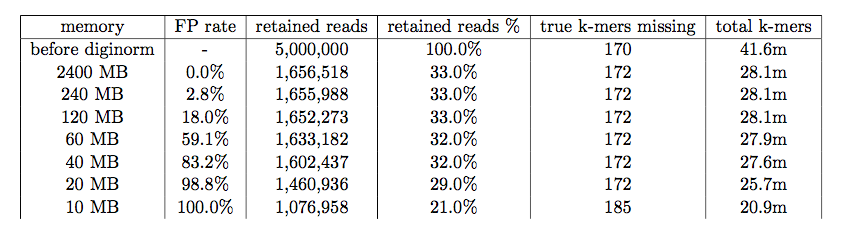 memory FP rate retained reads retained reads % true k-mers missing total k-mers
before diginorm - 5,000,000 100.0% 170 41.6m
2400 MB 0.0% 1,656,518 33.0% 172 28.1m
240 MB 2.8% 1,655,988 33.0% 172 28.1m
120 MB 18.0% 1,652,273 33.0% 172 28.1m
60 MB 59.1% 1,633,182 32.0% 172 27.9m
40 MB 83.2% 1,602,437 32.0% 172 27.6m
20 MB 98.8% 1,460,936 29.0% 172 25.7m
10 MB 100.0% 1,076,958 21.0% 185 20.9m